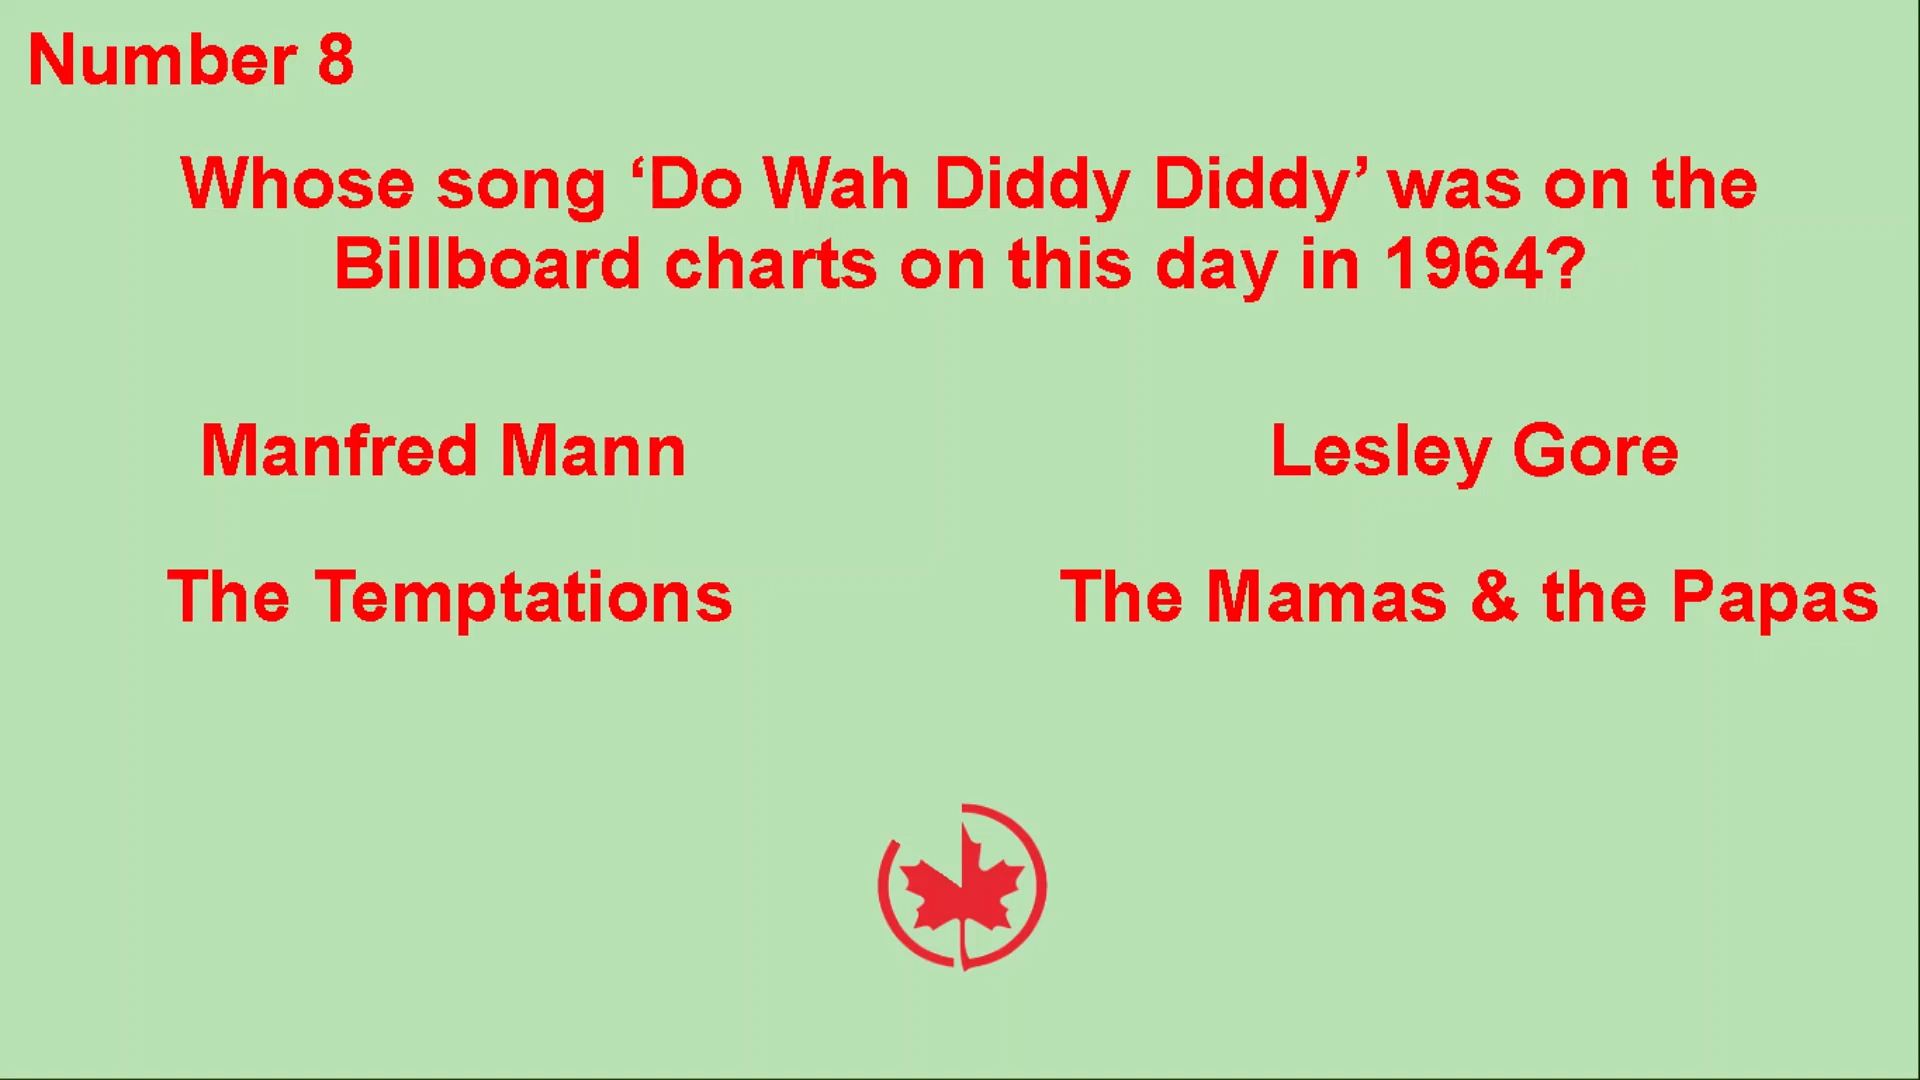 Number 8
Whose song ‘Do Wah Diddy Diddy’ was on the
Billboard charts on this day in 1964?
Manfred Mann
Lesley Gore
The Temptations
The Mamas & the Papas